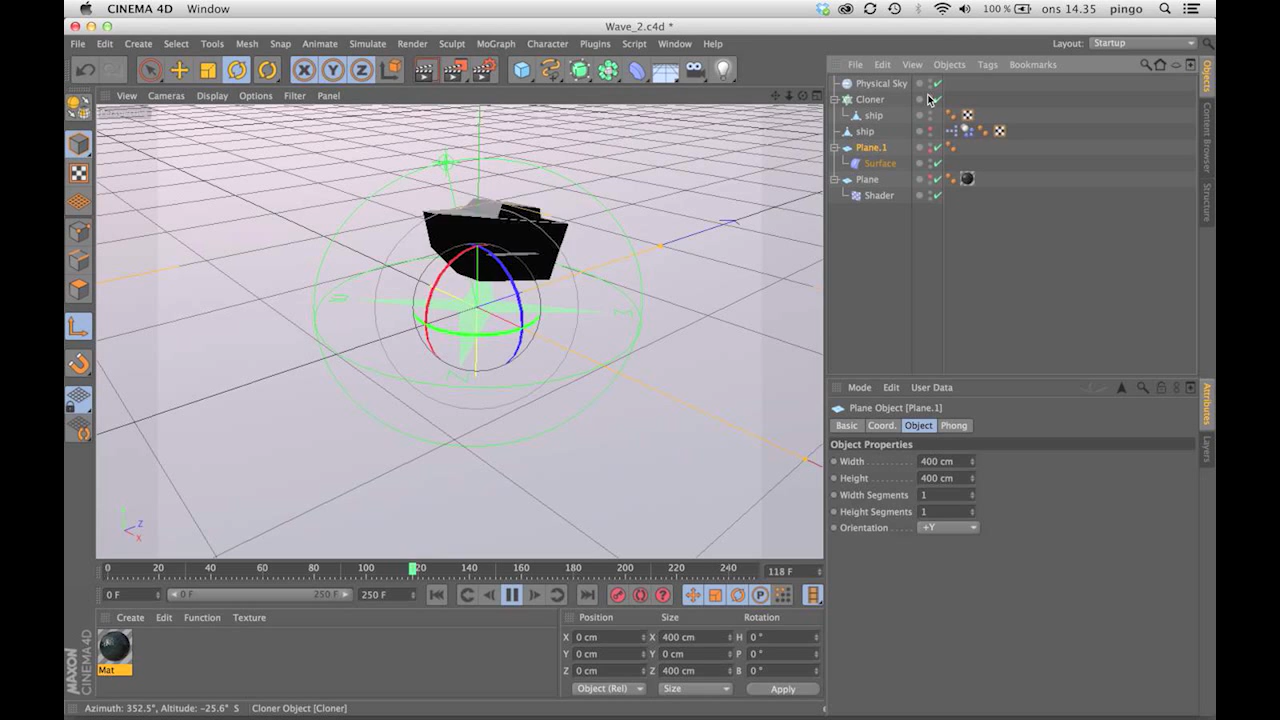 CINEMA 4D Window 100 % ons 14.35 pingo
Wave_2.c4d *
File Edit Create Select Tools Mesh Snap Animate Simulate Render Sculpt MoGraph Character Plugins Script Window Help Layout: Startup
X Y Z
View Cameras Display Options Filter Panel
File Edit View Objects Tags Bookmarks
Physical Sky
Cloner
ship
ship
Plane.1
Surface
Plane
Shader
Objects
Content Browser
Structure
Mode Edit User Data
Plane Object [Plane.1]
Basic Coord. Object Phong
Object Properties
Width 400 cm
Height 400 cm
Width Segments 1
Height Segments 1
Orientation +Y
Attributes
Layers
Z
X
0 20 40 60 80 100 120 140 160 180 200 220 240 118 F
0 F 0 F 250 F 250 F
P
Create Edit Function Texture
Mat
MAXON
CINEMA 4D
Position Size Rotation
X 0 cm X 400 cm H 0 °
Y 0 cm Y 0 cm P 0 °
Z 0 cm Z 400 cm B 0 °
Object (Rel) Size Apply
Azimuth: 352.5°, Altitude: -25.6° S Cloner Object [Cloner]